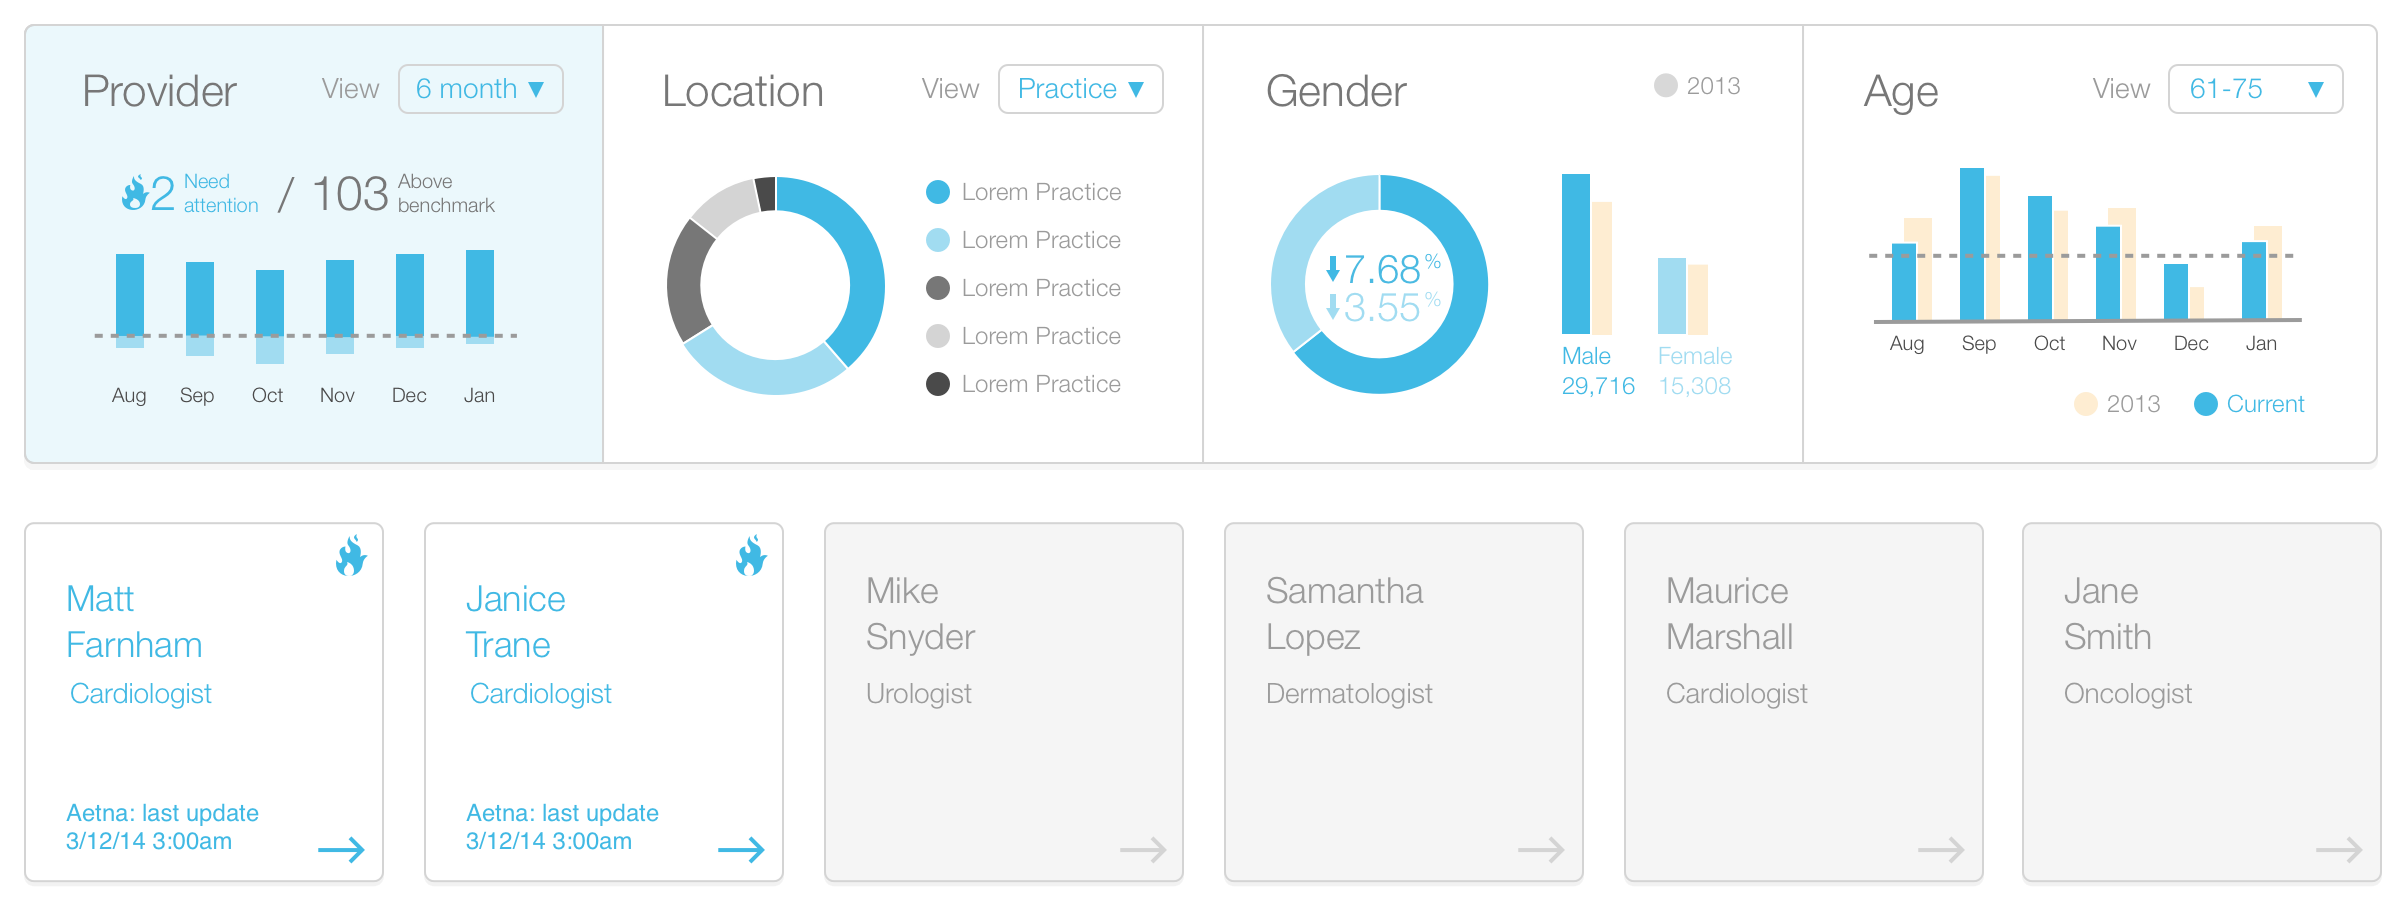 Provider
View
6 month ▼
2 Need attention / 103 Above benchmark
Aug Sep Oct Nov Dec Jan
Location
View
Practice ▼
Lorem Practice
Lorem Practice
Lorem Practice
Lorem Practice
Lorem Practice
Gender
2013
7.68%
3.55%
Male
29,716
Female
15,308
Age
View
61-75 ▼
Aug Sep Oct Nov Dec Jan
2013
Current
Matt
Farnham
Cardiologist
Aetna: last update
3/12/14 3:00am
Janice
Trane
Cardiologist
Aetna: last update
3/12/14 3:00am
Mike
Snyder
Urologist
Samantha
Lopez
Dermatologist
Maurice
Marshall
Cardiologist
Jane
Smith
Oncologist